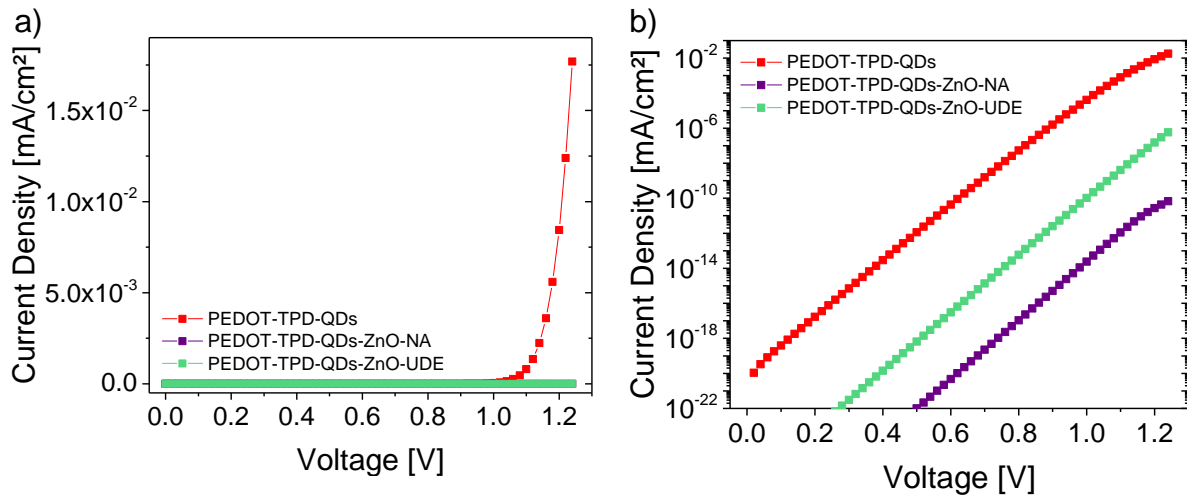 a)
Current Density [mA/cm²]
1.5x10⁻²
1.0x10⁻²
5.0x10⁻³
0.0
PEDOT-TPD-QDs
PEDOT-TPD-QDs-ZnO-NA
PEDOT-TPD-QDs-ZnO-UDE
0.0 0.2 0.4 0.6 0.8 1.0 1.2
Voltage [V]
b)
Current Density [mA/cm²]
10⁻²
10⁻⁶
10⁻¹⁰
10⁻¹⁴
10⁻¹⁸
10⁻²²
PEDOT-TPD-QDs
PEDOT-TPD-QDs-ZnO-NA
PEDOT-TPD-QDs-ZnO-UDE
0.0 0.2 0.4 0.6 0.8 1.0 1.2
Voltage [V]